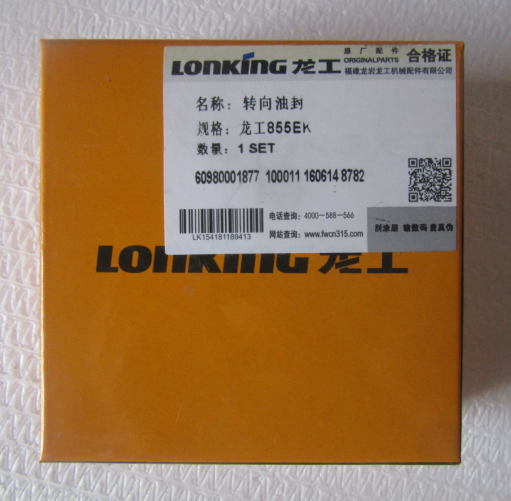 LONKING 龙工
原厂配件
ORIGINALPARTS
合格证
福建龙岩龙工机械配件有限公司
名称：转向油封
规格：龙工855EK
数量：1 SET
60980001877 100011 160614 8782
LK154181189413
电话查询：4000-588-566
网站查询：www.fwcn315.com
刮涂层 输数码 查真伪
LONKING 龙工